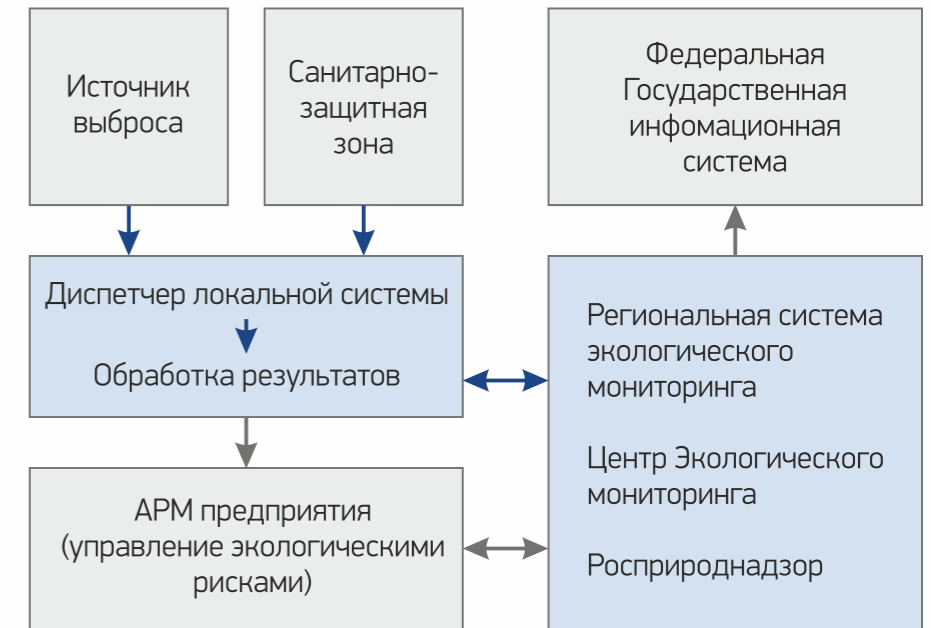 Источник
выброса
Санитарно-
защитная
зона
Федеральная
Государственная
инфомационная
система
Диспетчер локальной системы
Обработка результатов
Региональная система
экологического
мониторинга
Центр Экологического
мониторинга
Росприроднадзор
АРМ предприятия
(управление экологическими
рисками)